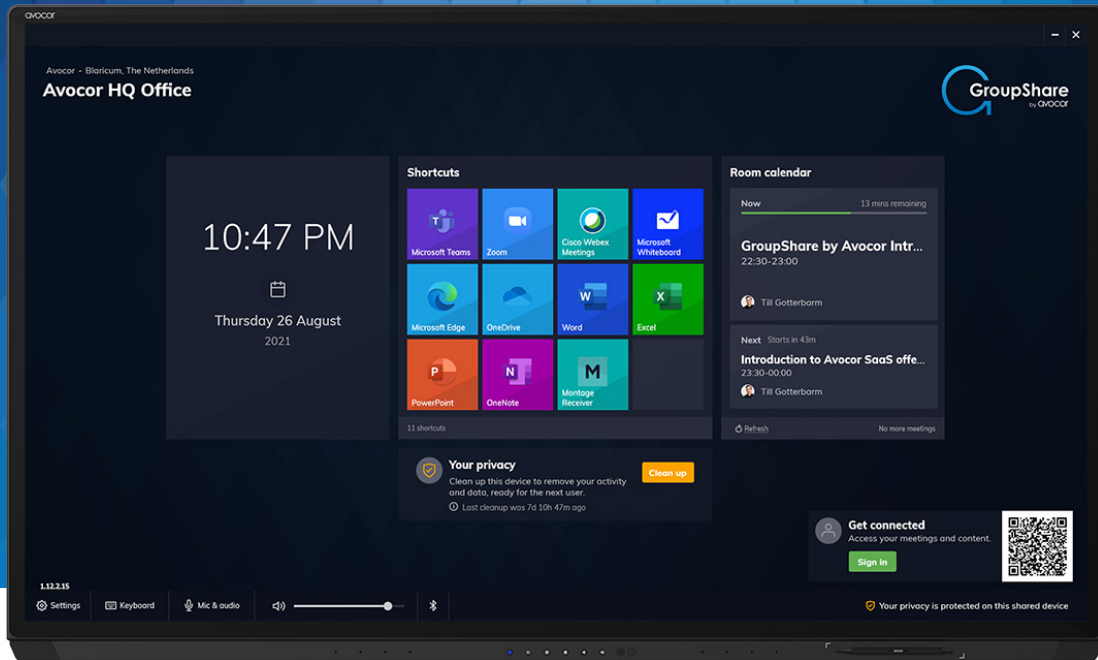 avocor
Avocor - Blaricum, The Netherlands
Avocor HQ Office
GroupShare
by avocor
10:47 PM
Thursday 26 August
2021
Shortcuts
Microsoft Teams
Zoom
Cisco Webex
Meetings
Microsoft
Whiteboard
Microsoft Edge
OneDrive
Word
Excel
PowerPoint
OneNote
Montage
Receiver
11 shortcuts
Room calendar
Now 13 mins remaining
GroupShare by Avocor Intr...
22:30-23:00
Till Gotterbarm
Next Starts in 43m
Introduction to Avocor SaaS offe...
23:30-00:00
Till Gotterbarm
Refresh No more meetings
Your privacy
Clean up this device to remove your activity
and data, ready for the next user.
Last cleanup was 7d 10h 47m ago
Clean up
Get connected
Access your meetings and content.
Sign in
1.12.2.15
Settings Keyboard Mic & audio
Your privacy is protected on this shared device